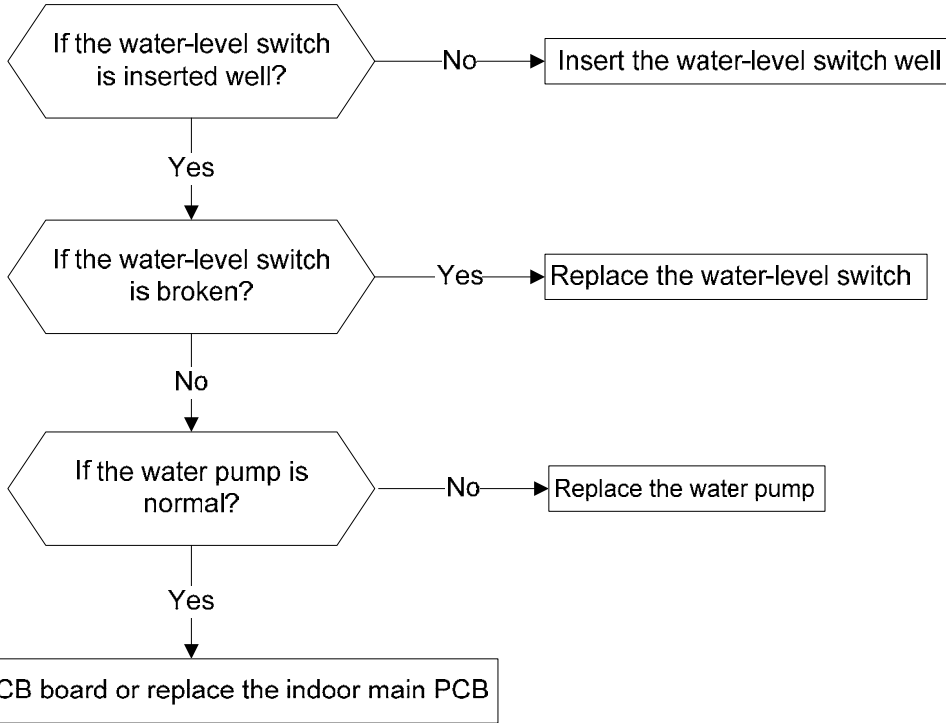 If the water-level switch
is inserted well?
No
Insert the water-level switch well
Yes
If the water-level switch
is broken?
Yes
Replace the water-level switch
No
If the water pump is
normal?
No
Replace the water pump
Yes
board or replace the indoor main PCB